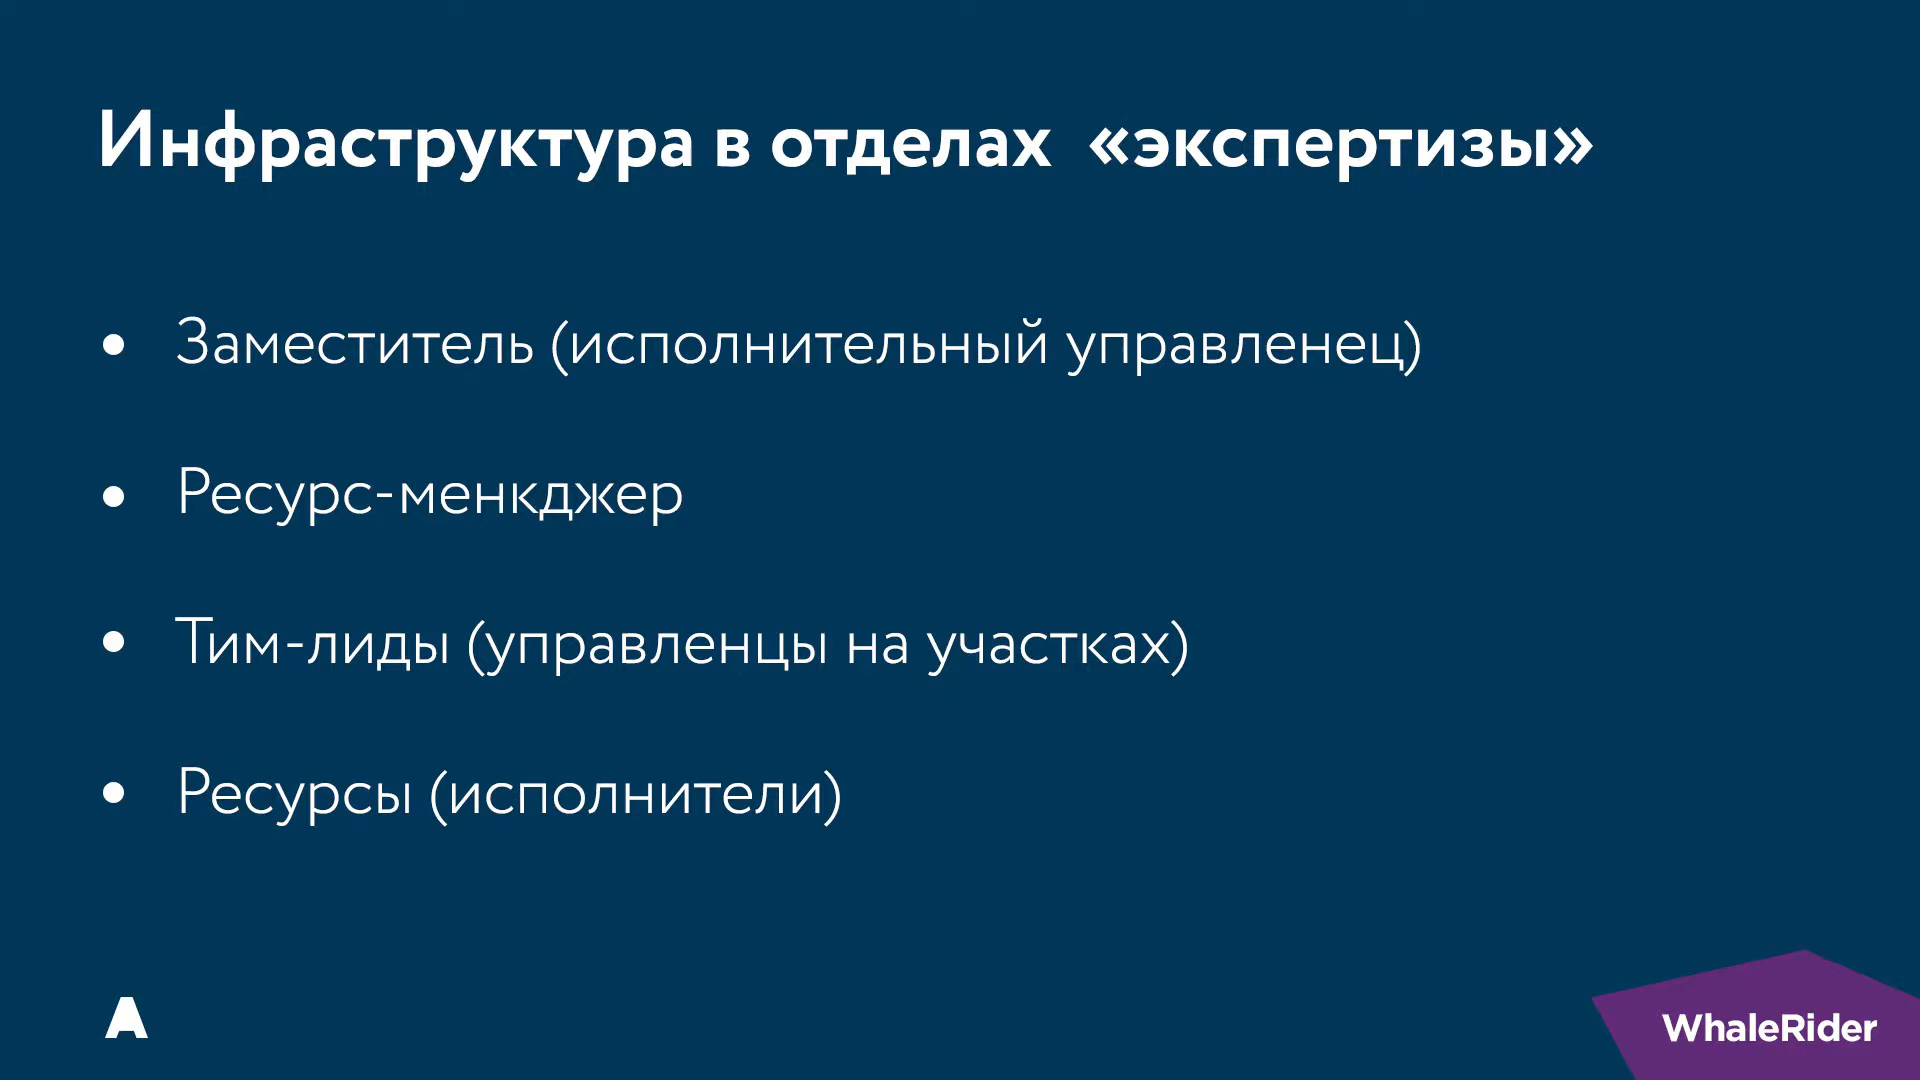 Инфраструктура в отделах «экспертизы»
• Заместитель (исполнительный управленец)
• Ресурс-менкджер
• Тим-лиды (управленцы на участках)
• Ресурсы (исполнители)
A
WhaleRider